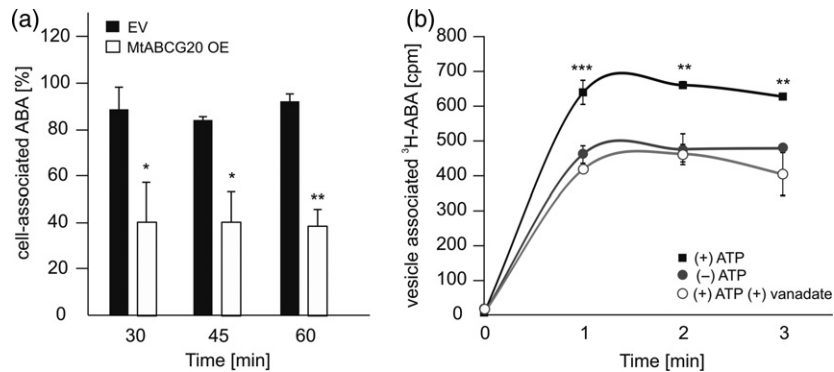 (a)
EV
MtABCG20 OE
cell-associated ABA [%]
120
100
80
60
40
20
0
*
*
**
30 45 60
Time [min]
(b)
vesicle associated ³H-ABA [cpm]
800
700
600
500
400
300
200
100
0
***
**
**
(+) ATP
(−) ATP
(+) ATP (+) vanadate
0 1 2 3
Time [min]